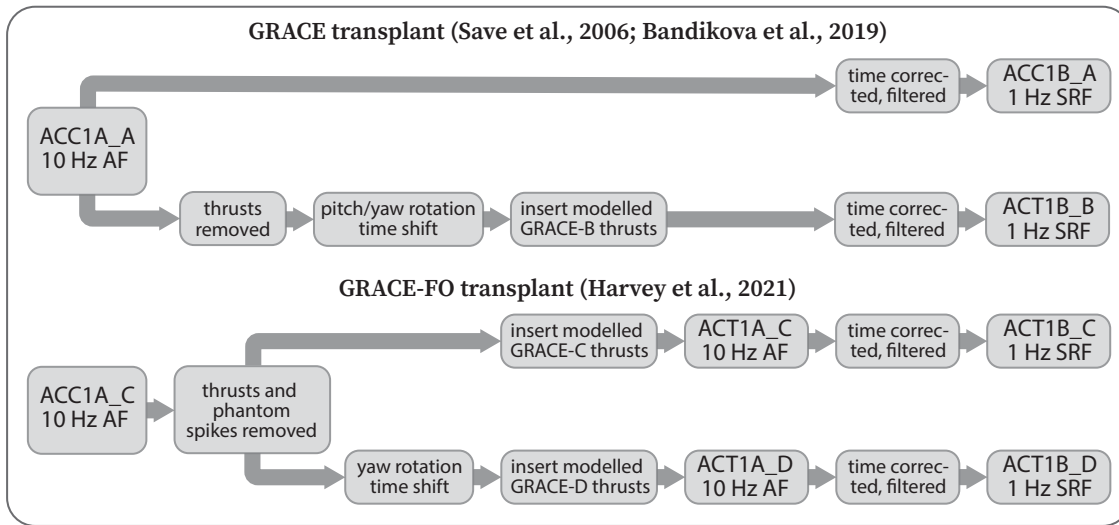 GRACE transplant (Save et al., 2006; Bandikova et al., 2019)
ACC1A_A
10 Hz AF
time correc-
ted, filtered
ACC1B_A
1 Hz SRF
thrusts
removed
pitch/yaw rotation
time shift
insert modelled
GRACE-B thrusts
time correc-
ted, filtered
ACT1B_B
1 Hz SRF
GRACE-FO transplant (Harvey et al., 2021)
ACC1A_C
10 Hz AF
thrusts and
phantom
spikes removed
insert modelled
GRACE-C thrusts
ACT1A_C
10 Hz AF
time correc-
ted, filtered
ACT1B_C
1 Hz SRF
yaw rotation
time shift
insert modelled
GRACE-D thrusts
ACT1A_D
10 Hz AF
time correc-
ted, filtered
ACT1B_D
1 Hz SRF